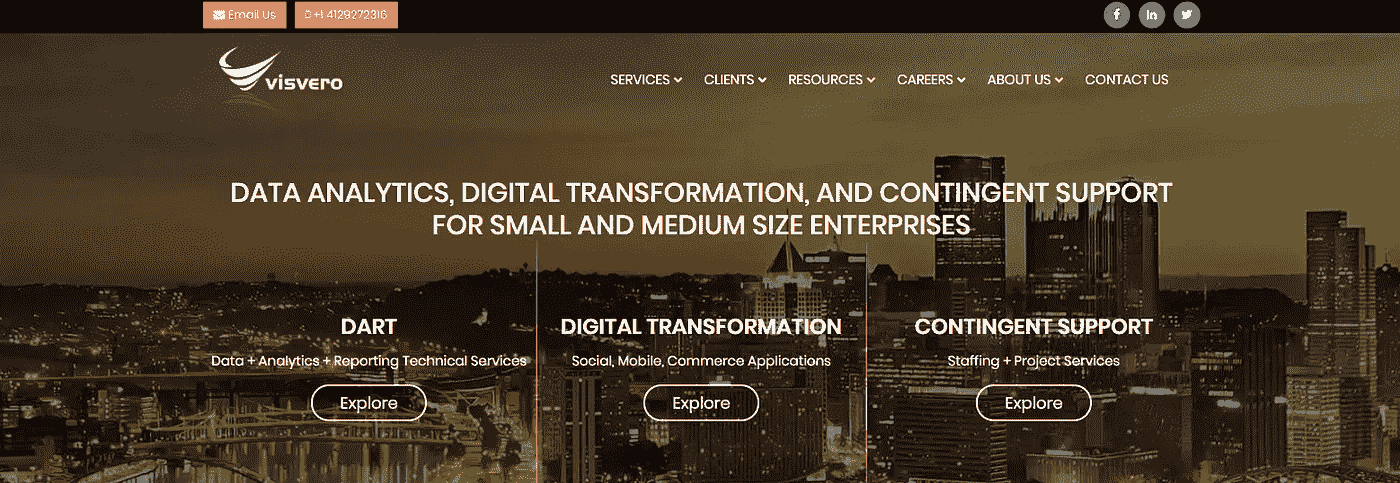 Email Us
+1 4129272316
visvero
SERVICES
CLIENTS
RESOURCES
CAREERS
ABOUT US
CONTACT US
DATA ANALYTICS, DIGITAL TRANSFORMATION, AND CONTINGENT SUPPORT
FOR SMALL AND MEDIUM SIZE ENTERPRISES
DART
Data + Analytics + Reporting Technical Services
Explore
DIGITAL TRANSFORMATION
Social, Mobile, Commerce Applications
Explore
CONTINGENT SUPPORT
Staffing + Project Services
Explore